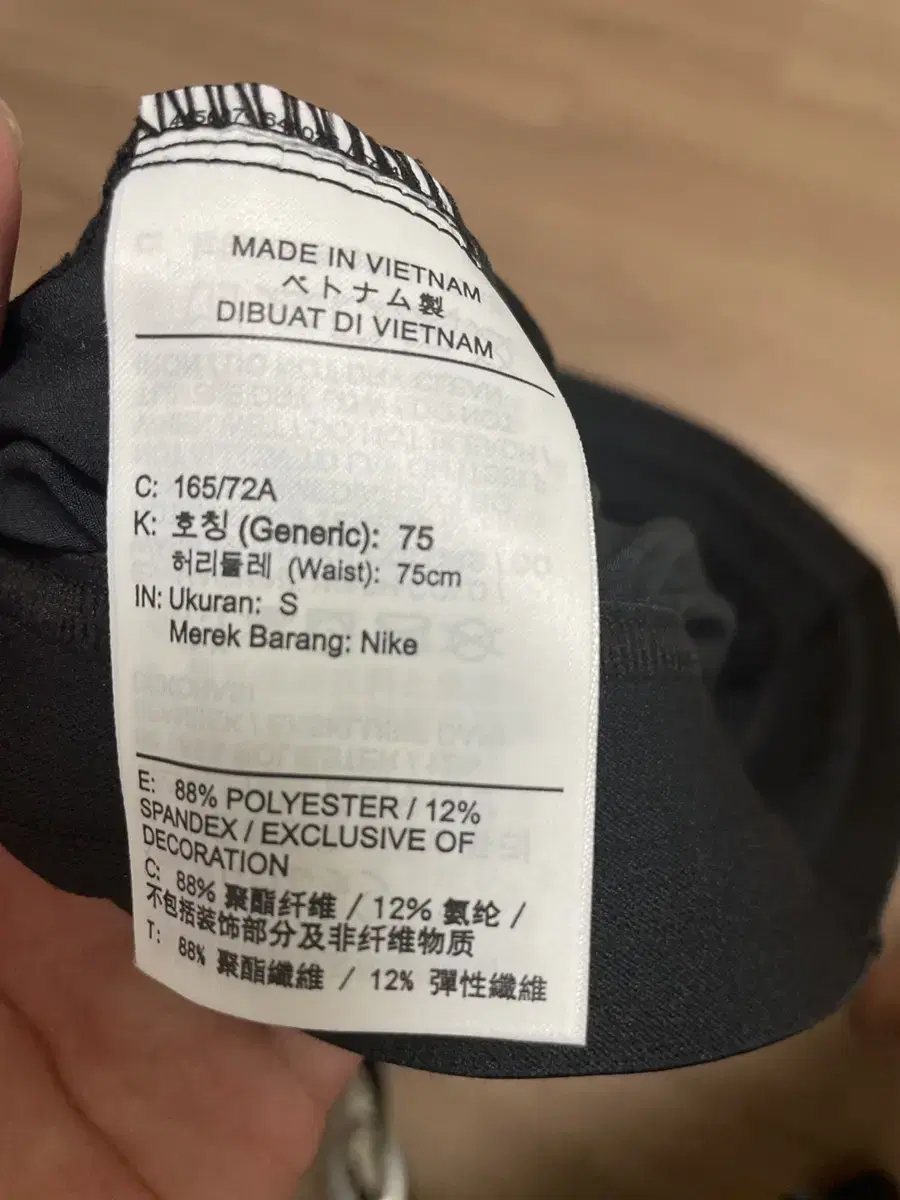 MADE IN VIETNAM
ベトナム製
DIBUAT DI VIETNAM
C: 165/72A
K: 호칭 (Generic): 75
허리둘레 (Waist): 75cm
IN: Ukuran: S
Merek Barang: Nike
E: 88% POLYESTER / 12%
SPANDEX / EXCLUSIVE OF
DECORATION
C: 88% 聚酯纤维 / 12% 氨纶 /
不包括装饰部分及非纤维物质
T: 88% 聚酯纖維 / 12% 彈性纖維